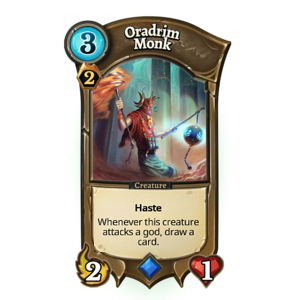 3
Oradrim
Monk
2
Creature
Haste
Whenever this creature
attacks a god, draw a
card.
2
1